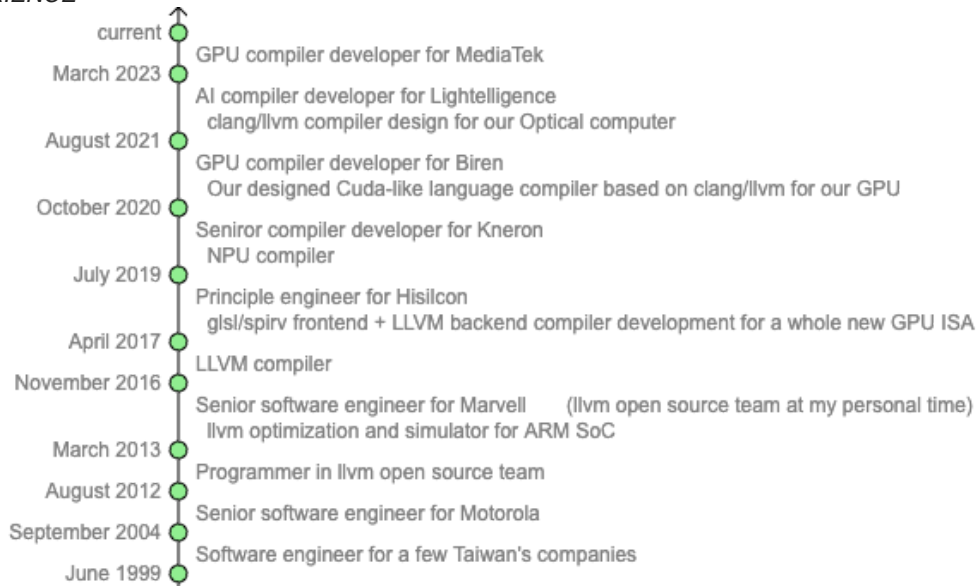 current
GPU compiler developer for MediaTek
March 2023
AI compiler developer for Lightelligence
clang/llvm compiler design for our Optical computer
August 2021
GPU compiler developer for Biren
Our designed Cuda-like language compiler based on clang/llvm for our GPU
October 2020
Seniror compiler developer for Kneron
NPU compiler
July 2019
Principle engineer for Hisilcon
glsl/spirv frontend + LLVM backend compiler development for a whole new GPU ISA
April 2017
LLVM compiler
November 2016
Senior software engineer for Marvell (llvm open source team at my personal time)
llvm optimization and simulator for ARM SoC
March 2013
Programmer in llvm open source team
August 2012
Senior software engineer for Motorola
September 2004
Software engineer for a few Taiwan's companies
June 1999